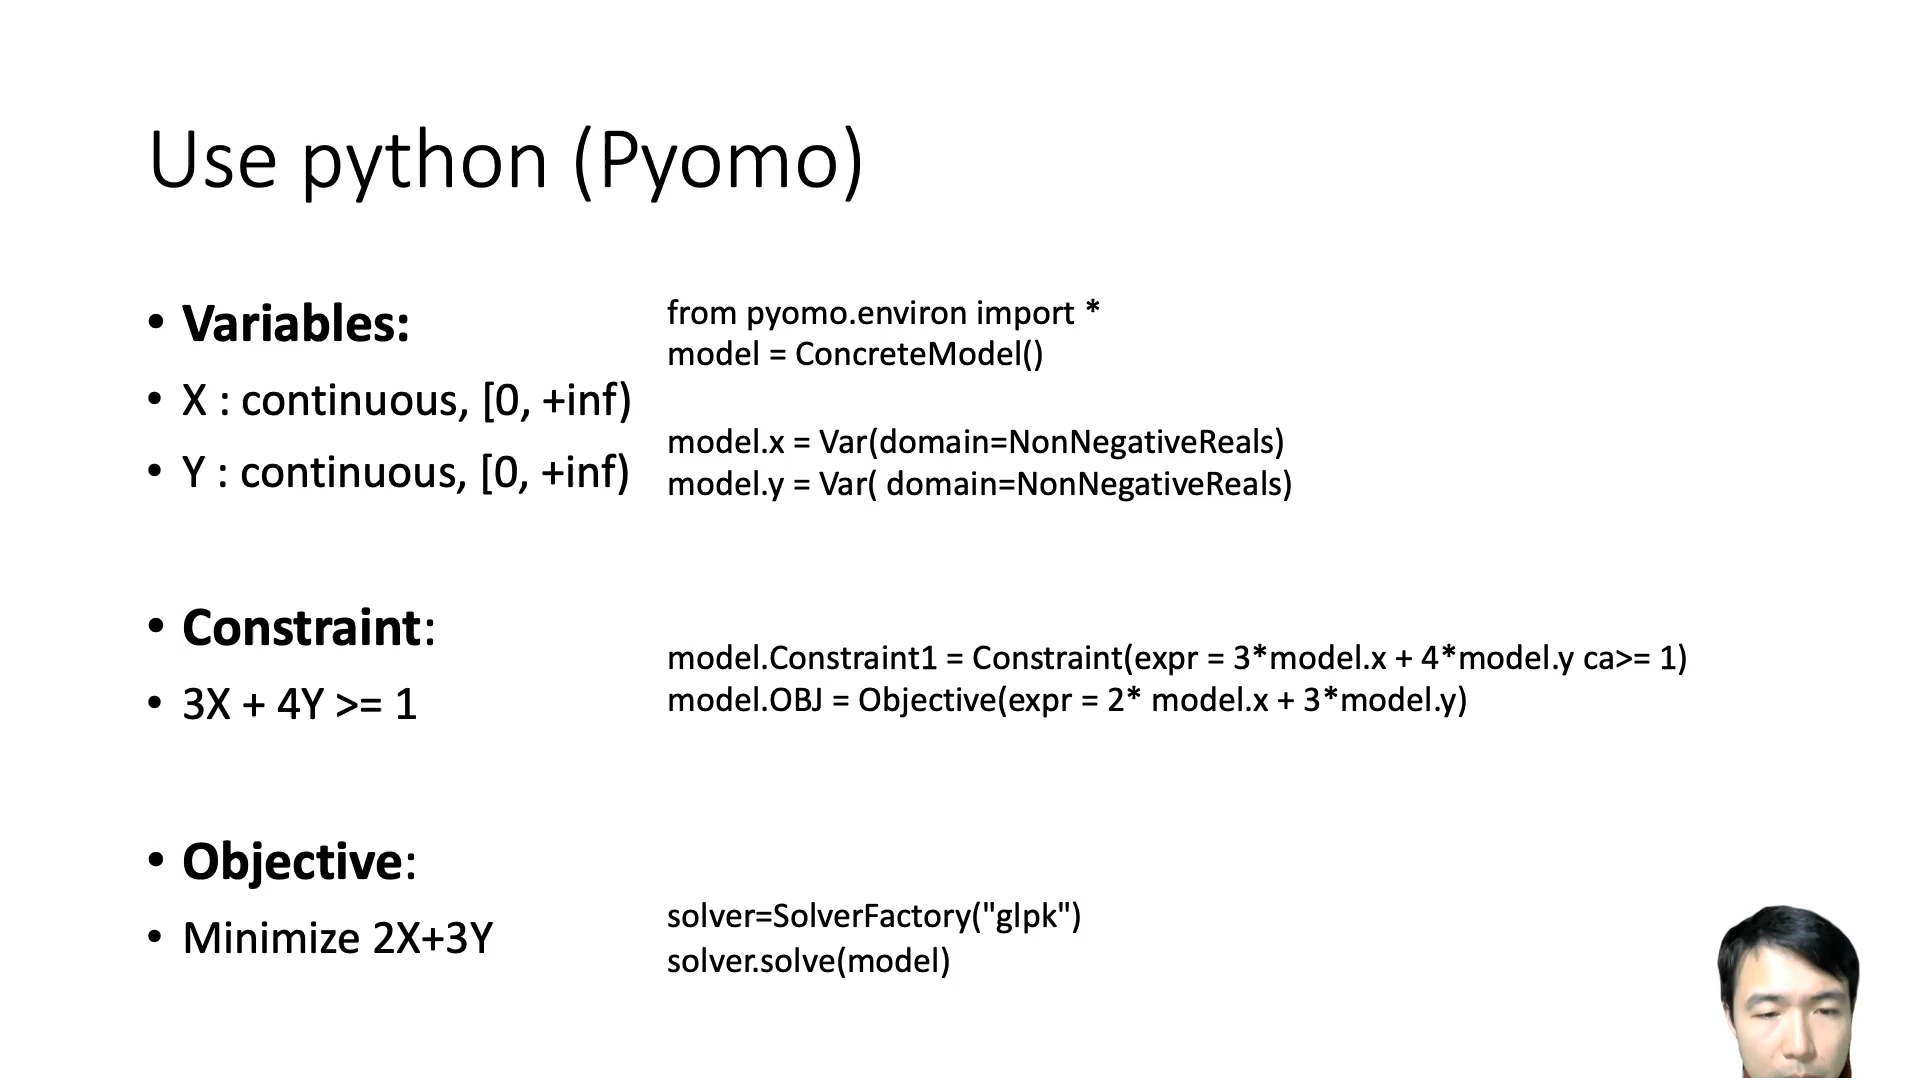 Use python (Pyomo)
• Variables:
• X : continuous, [0, +inf)
• Y : continuous, [0, +inf)
• Constraint:
• 3X + 4Y >= 1
• Objective:
• Minimize 2X+3Y
from pyomo.environ import *
model = ConcreteModel()
model.x = Var(domain=NonNegativeReals)
model.y = Var( domain=NonNegativeReals)
model.Constraint1 = Constraint(expr = 3*model.x + 4*model.y ca>= 1)
model.OBJ = Objective(expr = 2* model.x + 3*model.y)
solver=SolverFactory("glpk")
solver.solve(model)